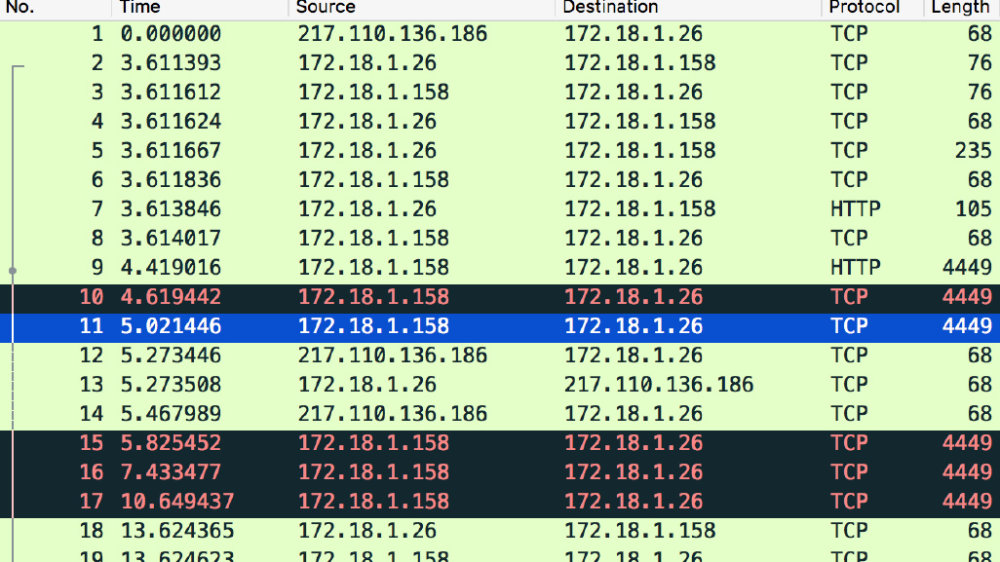 No. Time Source Destination Protocol Length
1 0.000000 217.110.136.186 172.18.1.26 TCP 68
2 3.611393 172.18.1.26 172.18.1.158 TCP 76
3 3.611612 172.18.1.158 172.18.1.26 TCP 76
4 3.611624 172.18.1.26 172.18.1.158 TCP 68
5 3.611667 172.18.1.26 172.18.1.158 TCP 235
6 3.611836 172.18.1.158 172.18.1.26 TCP 68
7 3.613846 172.18.1.26 172.18.1.158 HTTP 105
8 3.614017 172.18.1.158 172.18.1.26 TCP 68
9 4.419016 172.18.1.158 172.18.1.26 HTTP 4449
10 4.619442 172.18.1.158 172.18.1.26 TCP 4449
11 5.021446 172.18.1.158 172.18.1.26 TCP 4449
12 5.273446 217.110.136.186 172.18.1.26 TCP 68
13 5.273508 172.18.1.26 217.110.136.186 TCP 68
14 5.467989 217.110.136.186 172.18.1.26 TCP 68
15 5.825452 172.18.1.158 172.18.1.26 TCP 4449
16 7.433477 172.18.1.158 172.18.1.26 TCP 4449
17 10.649437 172.18.1.158 172.18.1.26 TCP 4449
18 13.624365 172.18.1.26 172.18.1.158 TCP 68
19 13.624623 172.18.1.158 172.18.1.26 TCP 68